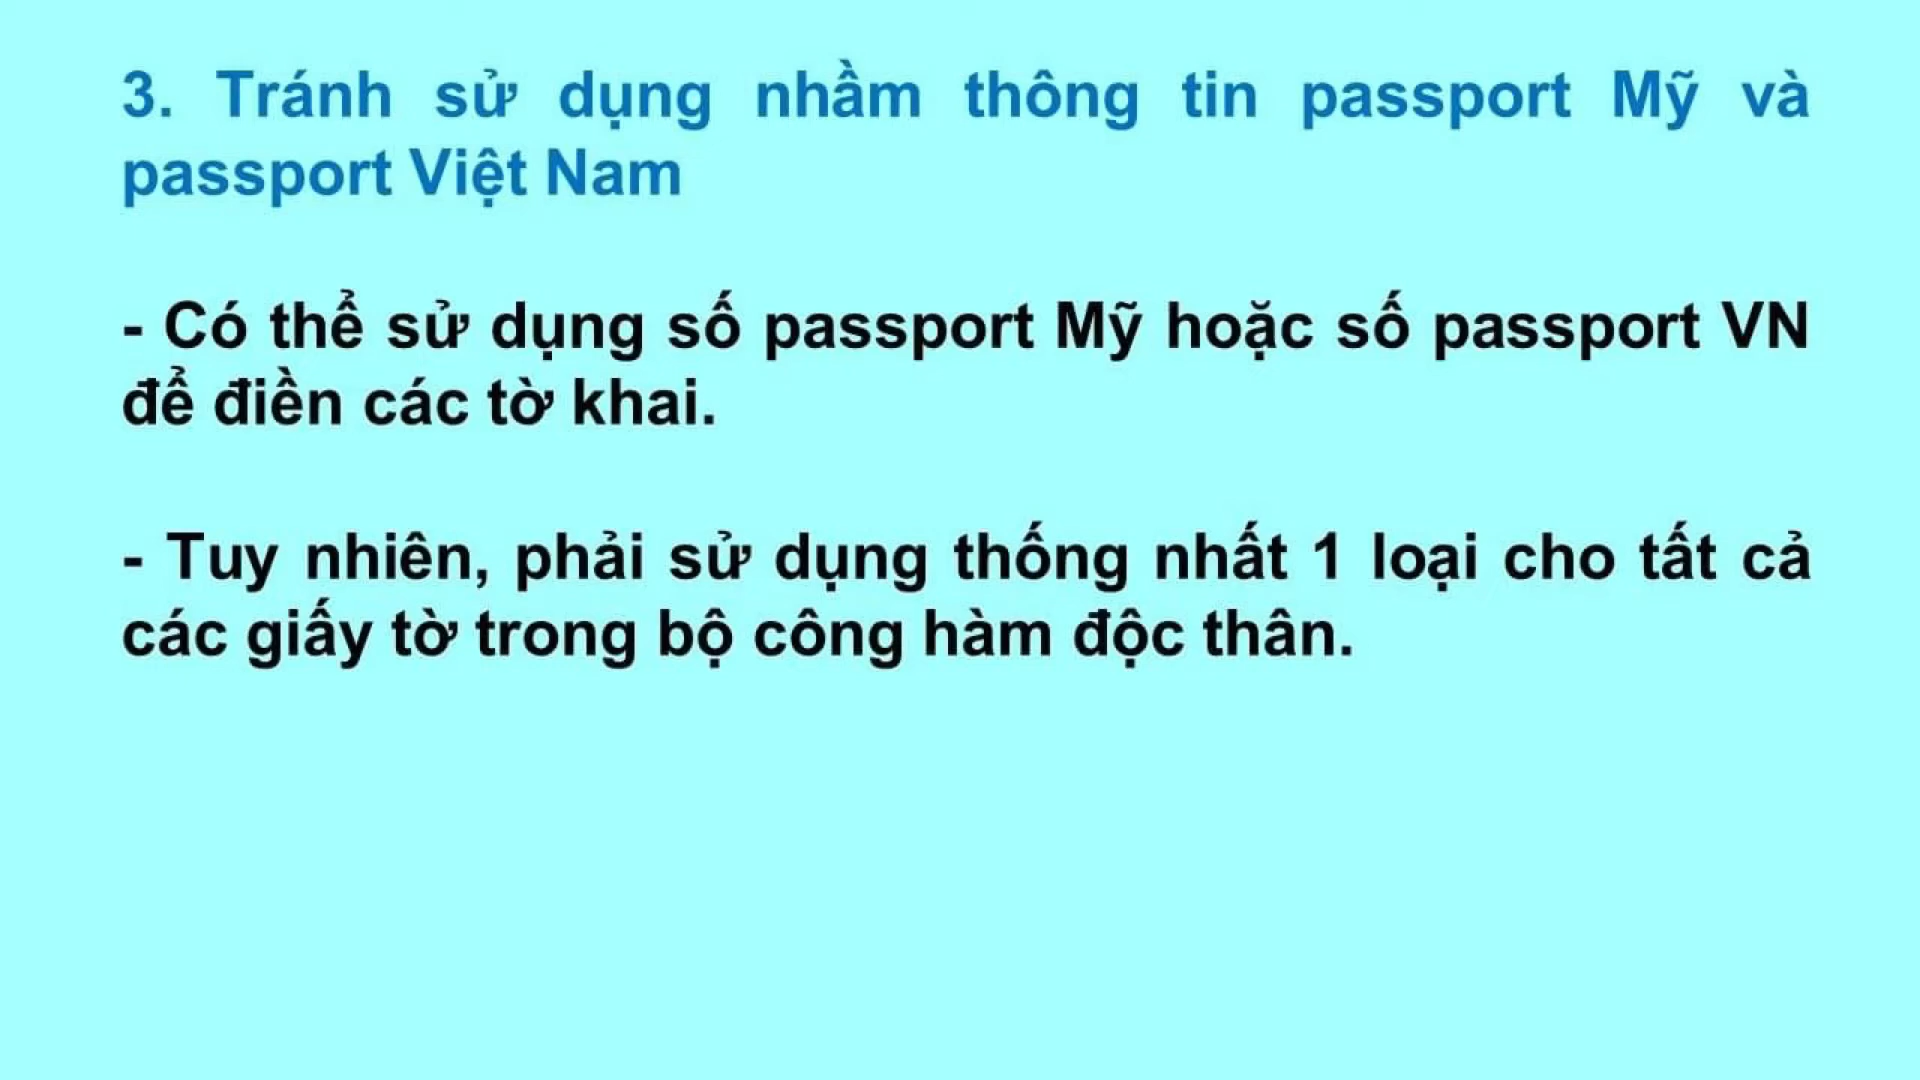 3. Tránh sử dụng nhầm thông tin passport Mỹ và
passport Việt Nam
- Có thể sử dụng số passport Mỹ hoặc số passport VN
để điền các tờ khai.
- Tuy nhiên, phải sử dụng thống nhất 1 loại cho tất cả
các giấy tờ trong bộ công hàm độc thân.